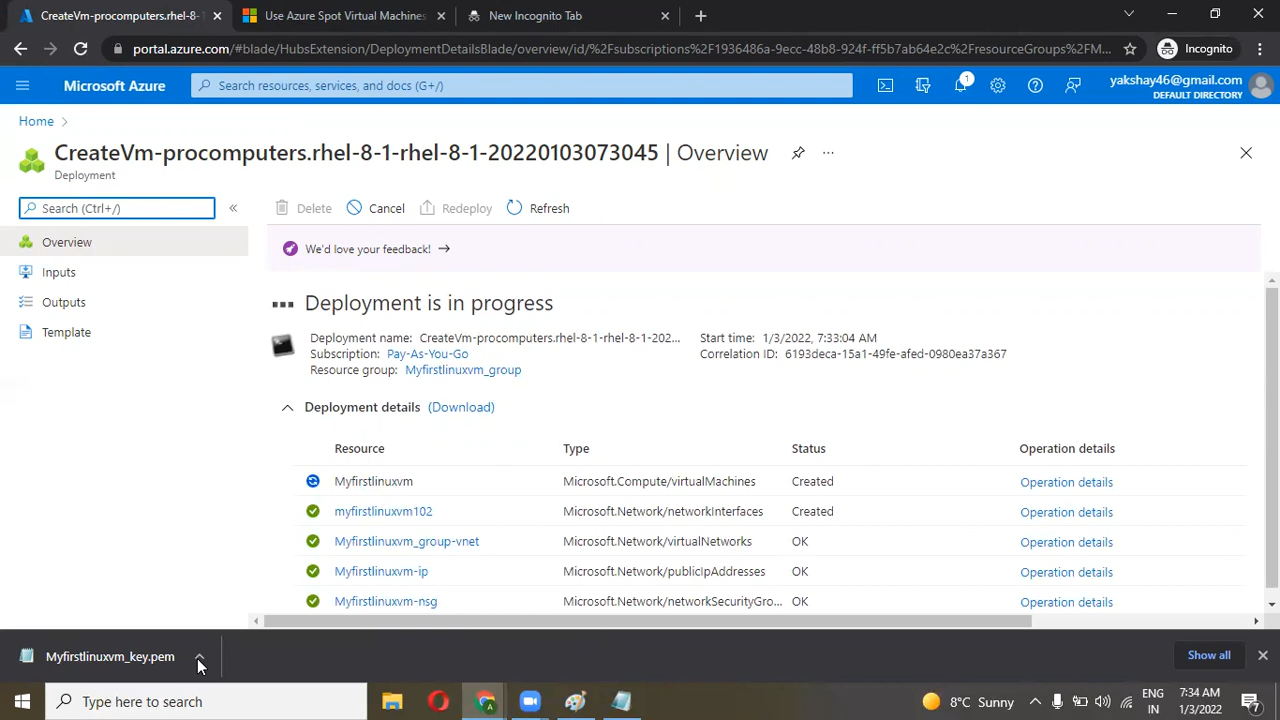 CreateVm-procomputers.rhel-8-1-
Use Azure Spot Virtual Machines
New Incognito Tab
portal.azure.com/#blade/HubsExtension/DeploymentDetailsBlade/overview/id/%2Fsubscriptions%2F1936486a-9ecc-48b8-924f-ff5b7ab64e2c%2FresourceGroups%2FM...
Incognito
Microsoft Azure
Search resources, services, and docs (G+/)
1
yakshay46@gmail.com
DEFAULT DIRECTORY
Home >
CreateVm-procomputers.rhel-8-1-rhel-8-1-20220103073045 | Overview
Deployment
Search (Ctrl+/)
Delete
Cancel
Redeploy
Refresh
Overview
Inputs
Outputs
Template
We'd love your feedback! →
Deployment is in progress
Deployment name: CreateVm-procomputers.rhel-8-1-rhel-8-1-202...
Subscription: Pay-As-You-Go
Resource group: Myfirstlinuxvm_group
Start time: 1/3/2022, 7:33:04 AM
Correlation ID: 6193deca-15a1-49fe-afed-0980ea37a367
Deployment details (Download)
Resource Type Status Operation details
Myfirstlinuxvm Microsoft.Compute/virtualMachines Created Operation details
myfirstlinuxvm102 Microsoft.Network/networkInterfaces Created Operation details
Myfirstlinuxvm_group-vnet Microsoft.Network/virtualNetworks OK Operation details
Myfirstlinuxvm-ip Microsoft.Network/publicIpAddresses OK Operation details
Myfirstlinuxvm-nsg Microsoft.Network/networkSecurityGro... OK Operation details
Myfirstlinuxvm_key.pem
Show all
Type here to search
8°C Sunny
ENG
IN
7:34 AM
1/3/2022
7